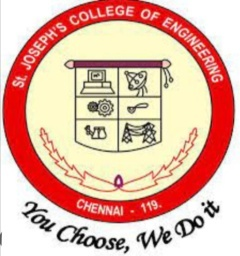 St. JOSEPH'S COLLEGE OF ENGINEERING
CHENNAI - 119.
You Choose, We Do it